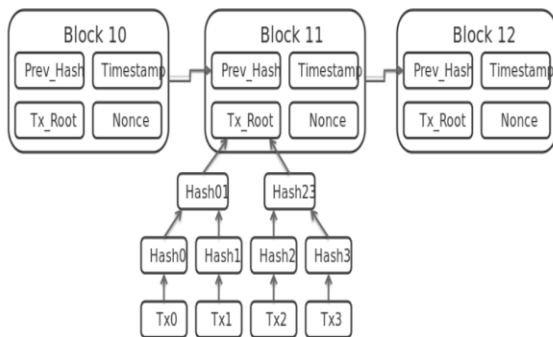 Block 10 Block 11 Block 12
Prev_Hash Timestamp Prev_Hash Timestamp Prev_Hash Timestamp
Tx_Root Nonce Tx_Root Nonce Tx_Root Nonce
Hash01 Hash23
Hash0 Hash1 Hash2 Hash3
Tx0 Tx1 Tx2 Tx3